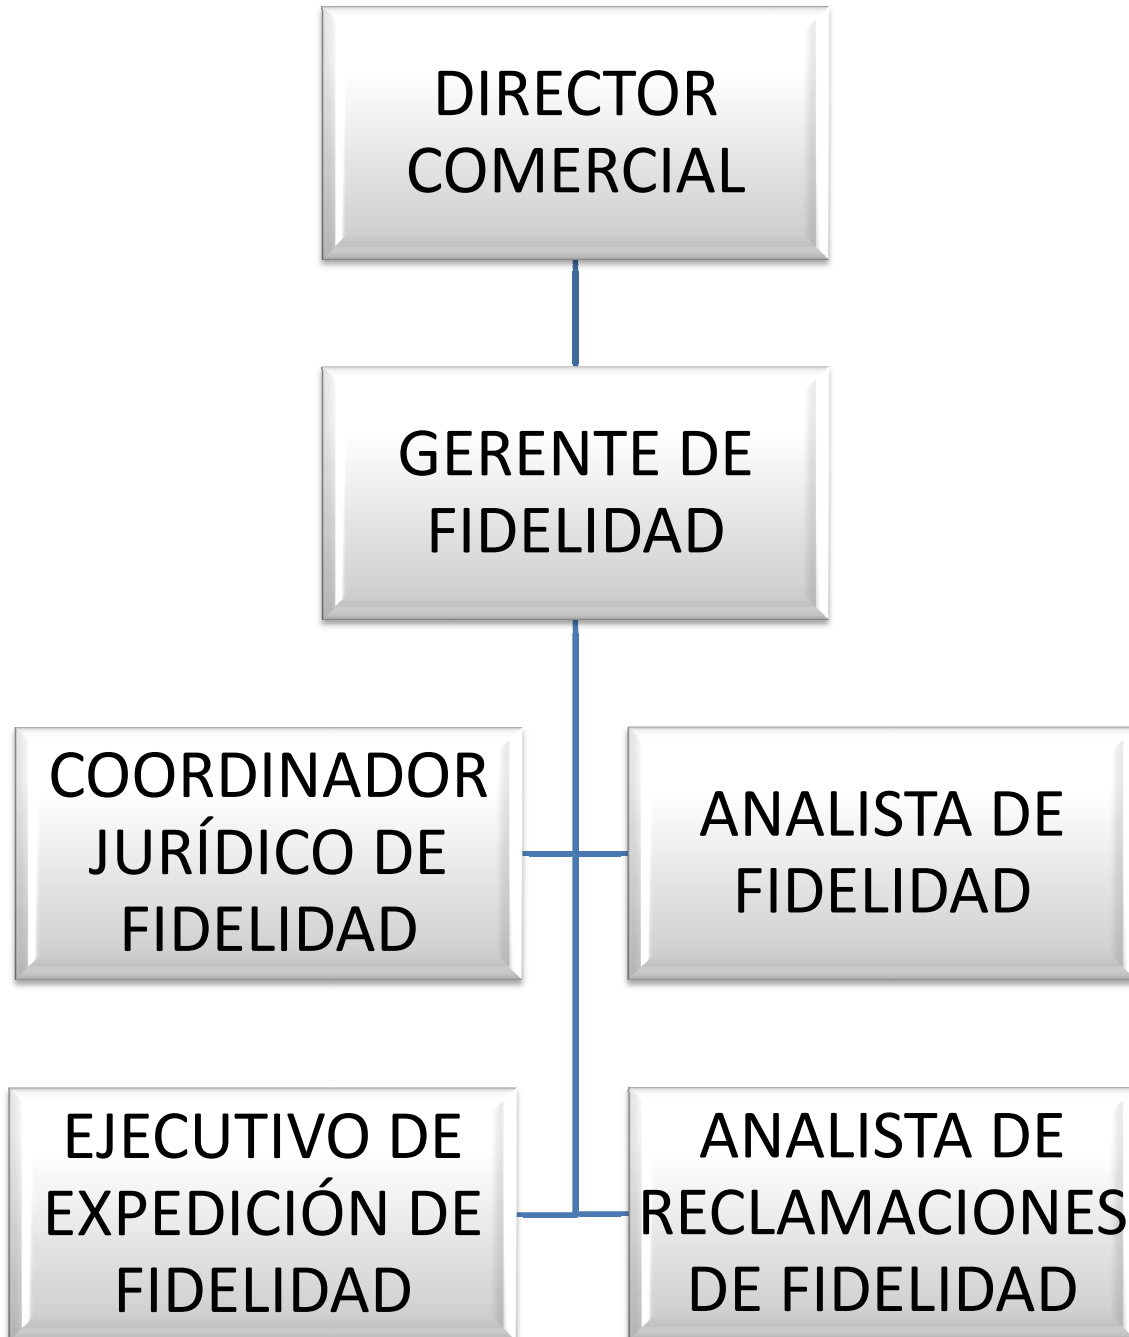 DIRECTOR
COMERCIAL
GERENTE DE
FIDELIDAD
COORDINADOR
JURÍDICO DE
FIDELIDAD
ANALISTA DE
FIDELIDAD
EJECUTIVO DE
EXPEDICIÓN DE
FIDELIDAD
ANALISTA DE
RECLAMACIONES
DE FIDELIDAD